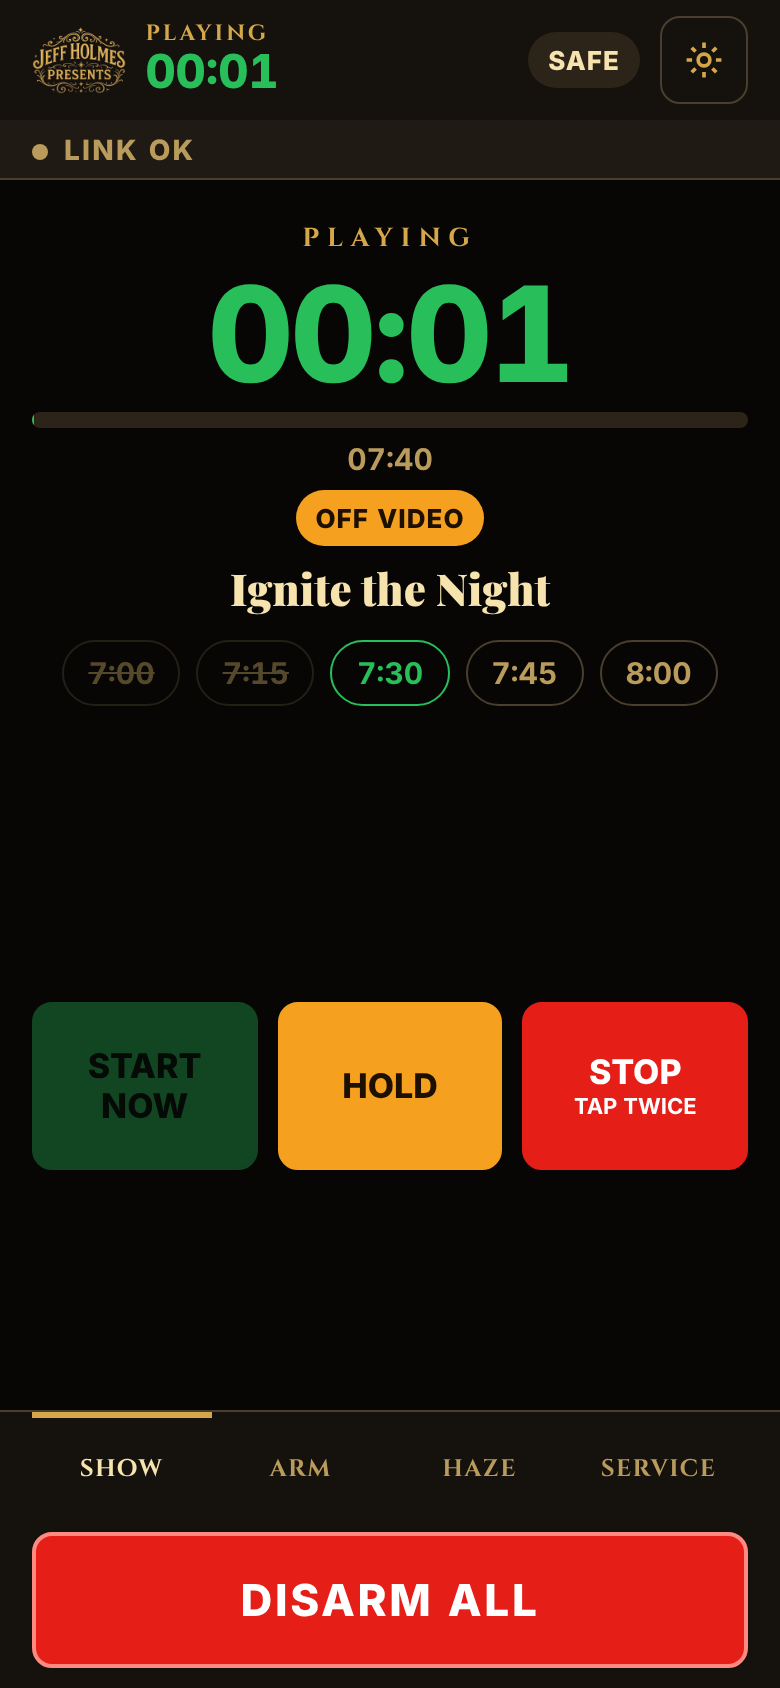 JEFF HOLMES
PRESENTS
PLAYING
00:01
SAFE
LINK OK
PLAYING
00:01
07:40
OFF VIDEO
Ignite the Night
7:00 7:15 7:30 7:45 8:00
START
NOW
HOLD
STOP
TAP TWICE
SHOW ARM HAZE SERVICE
DISARM ALL